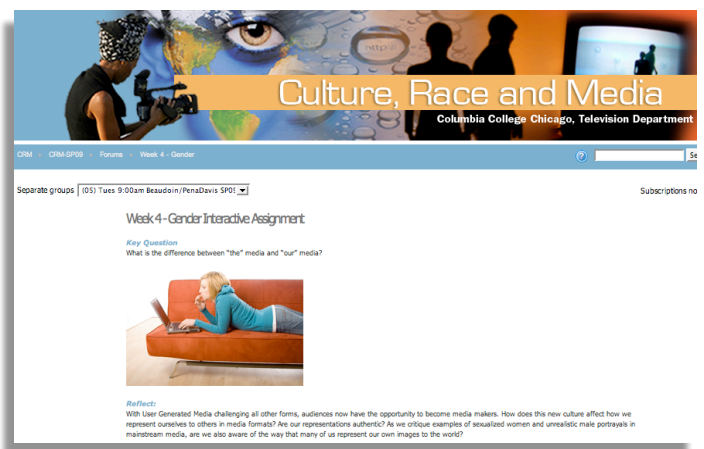 http://
Culture, Race and Media
Columbia College Chicago, Television Department
CRM
CRM-SP09
Forums
Week 4 - Gender
?
Se
Separate groups
(05) Tues 9:00am Beaudoin/PenaDavis SP09
Subscriptions no
Week 4 - Gender Interactive Assignment
Key Question
What is the difference between “the” media and “our” media?
Reflect:
With User Generated Media challenging all other forms, audiences now have the opportunity to become media makers. How does this new culture affect how we
represent ourselves to others in media formats? Are our representations authentic? As we critique examples of sexualized women and unrealistic male portrayals in
mainstream media, are we also aware of the way that many of us represent our own images to the world?